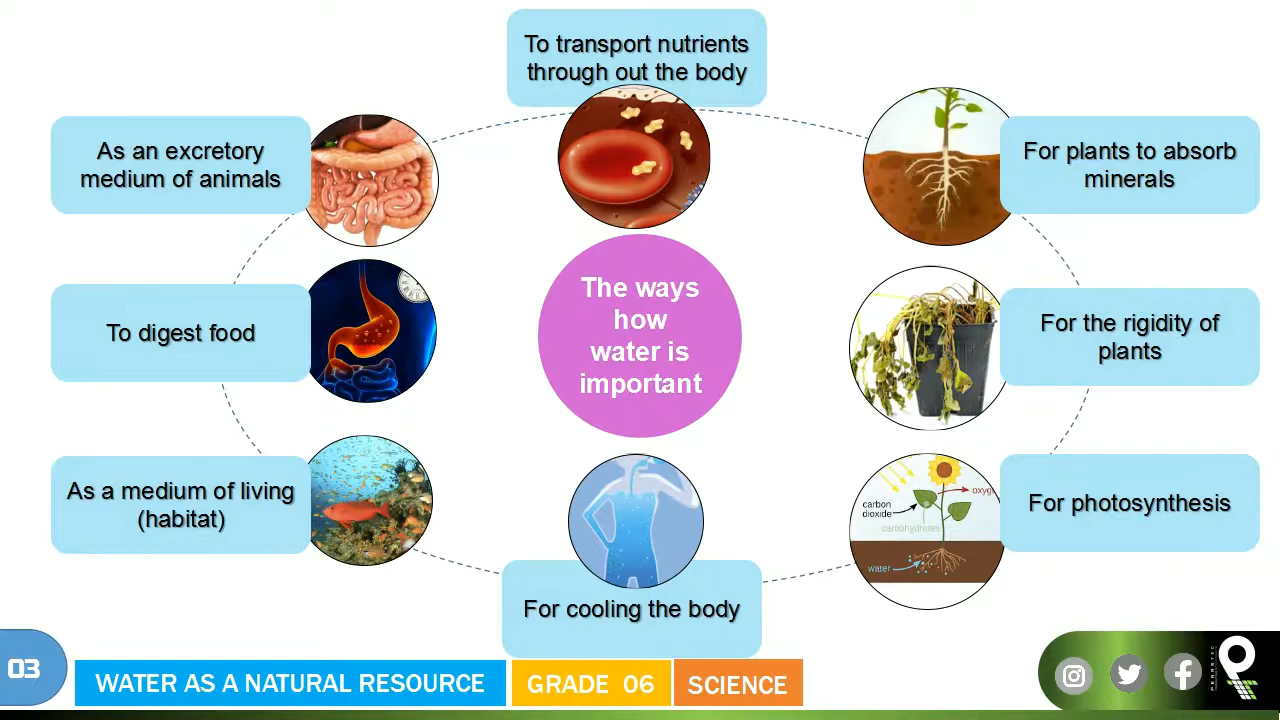 To transport nutrients
through out the body
As an excretory
medium of animals
For plants to absorb
minerals
The ways
how
water is
important
To digest food
For the rigidity of
plants
As a medium of living
(habitat)
carbon
dioxide
carbohydrates
water
For photosynthesis
For cooling the body
03
WATER AS A NATURAL RESOURCE
GRADE 06
SCIENCE